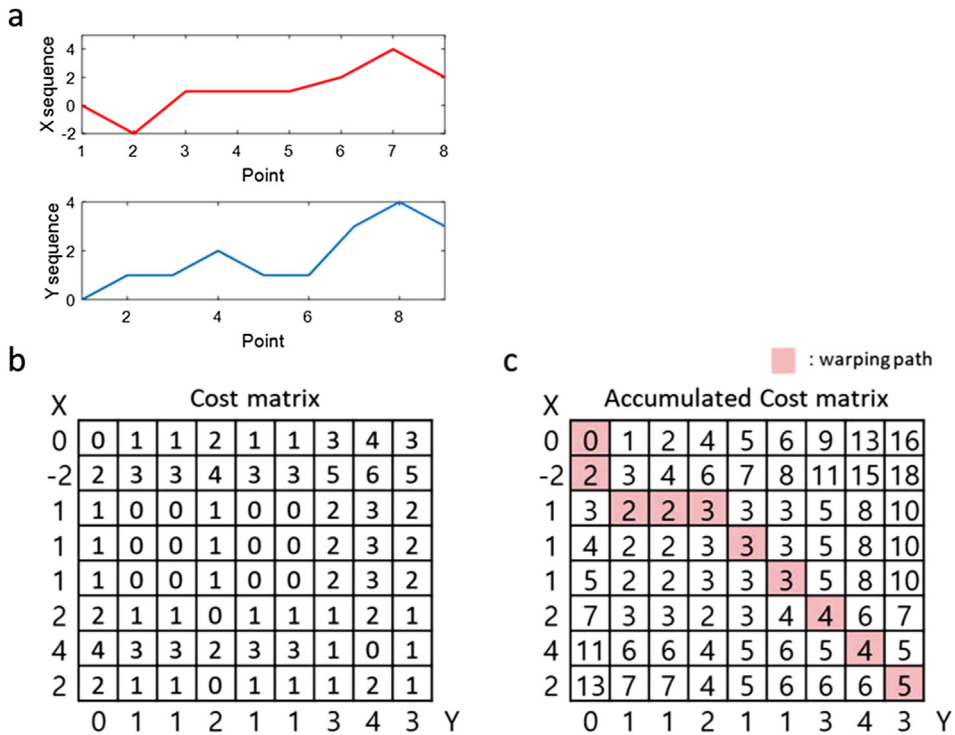 a
4
2
0
-2
X sequence
1 2 3 4 5 6 7 8
Point
4
2
0
Y sequence
2 4 6 8
Point
b
Cost matrix
X
0 0 1 1 2 1 1 3 4 3
-2 2 3 3 4 3 3 5 6 5
1 1 0 0 1 0 0 2 3 2
1 1 0 0 1 0 0 2 3 2
1 1 0 0 1 0 0 2 3 2
2 2 1 1 0 1 1 1 2 1
4 4 3 3 2 3 3 1 0 1
2 2 1 1 0 1 1 1 2 1
0 1 1 2 1 1 3 4 3 Y
c
: warping path
Accumulated Cost matrix
X
0 0 1 2 4 5 6 9 13 16
-2 2 3 4 6 7 8 11 15 18
1 3 2 2 3 3 3 5 8 10
1 4 2 2 3 3 3 5 8 10
1 5 2 2 3 3 3 5 8 10
2 7 3 3 2 3 4 4 6 7
4 11 6 6 4 5 6 5 4 5
2 13 7 7 4 5 6 6 6 5
0 1 1 2 1 1 3 4 3 Y